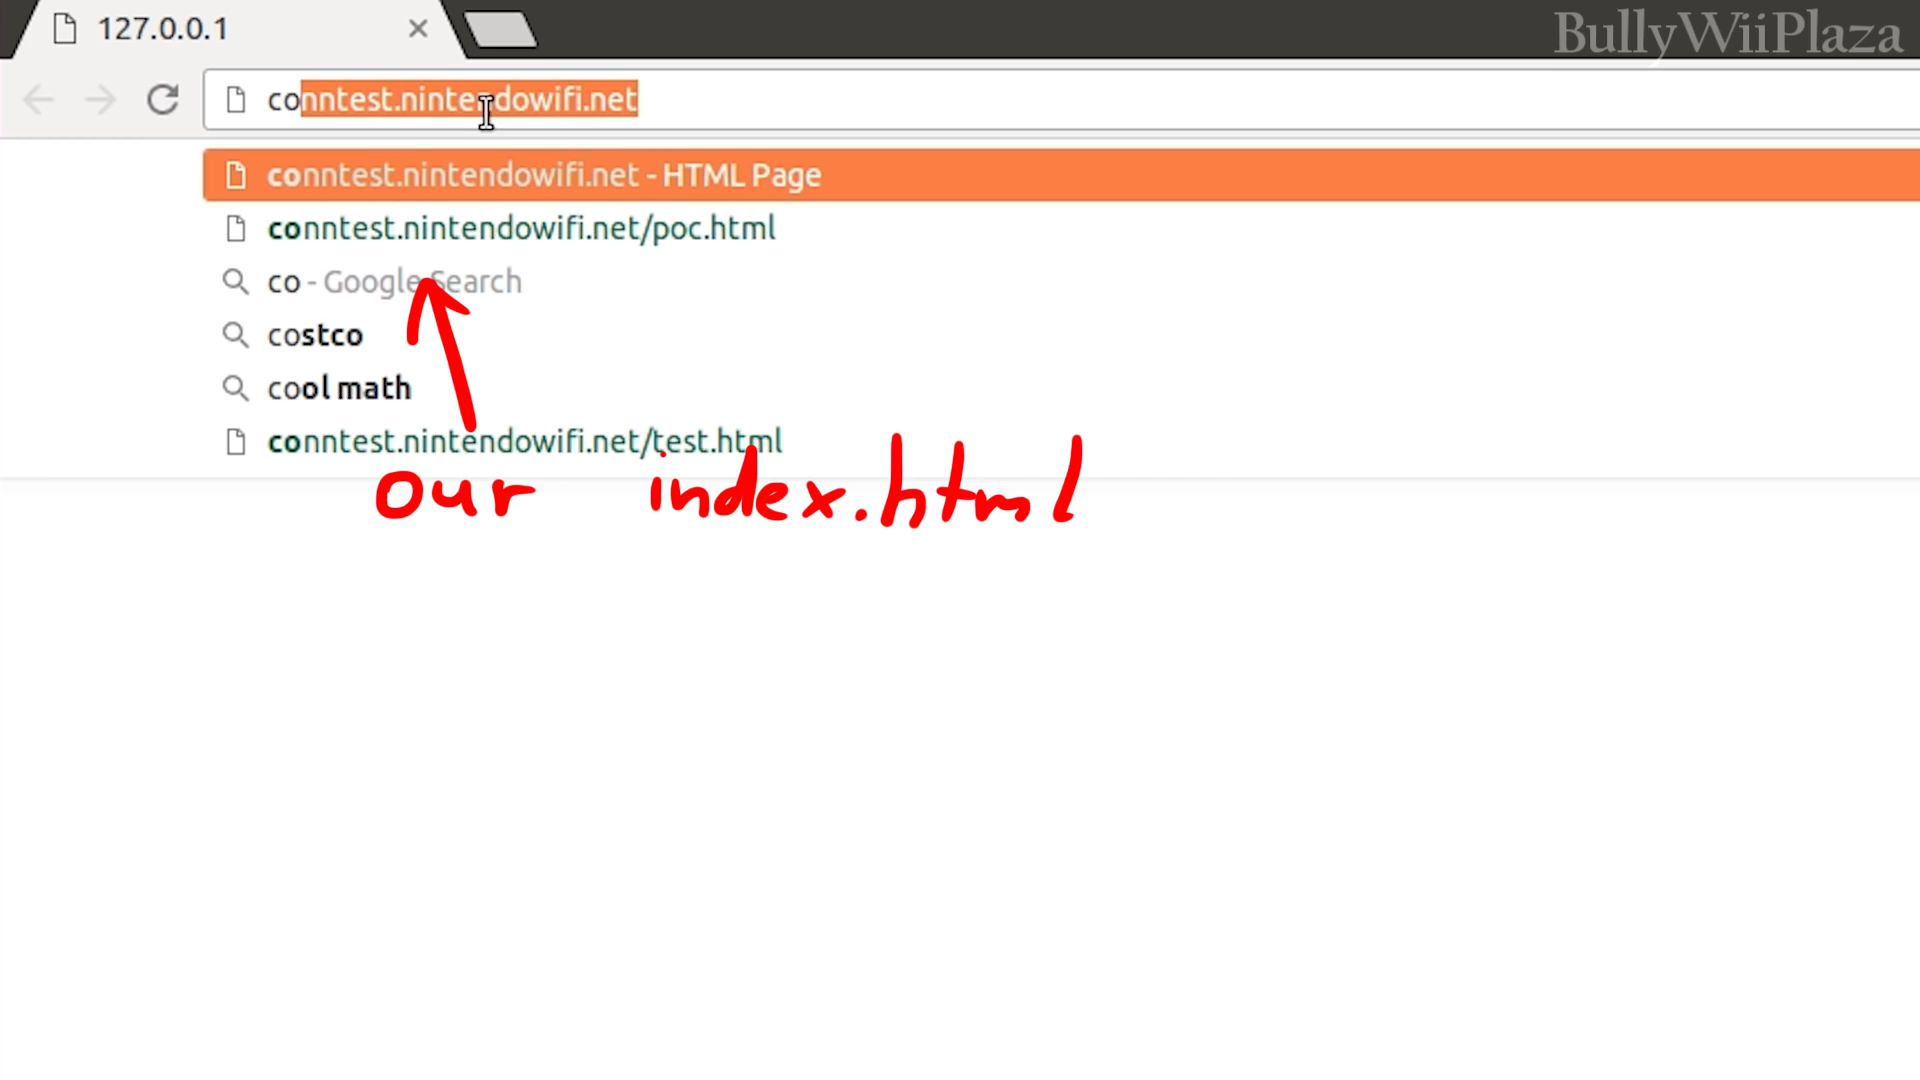 127.0.0.1
BullyWiiPlaza
conntest.nintendowifi.net
conntest.nintendowifi.net - HTML Page
conntest.nintendowifi.net/poc.html
co - Google Search
costco
cool math
conntest.nintendowifi.net/test.html
our index.html